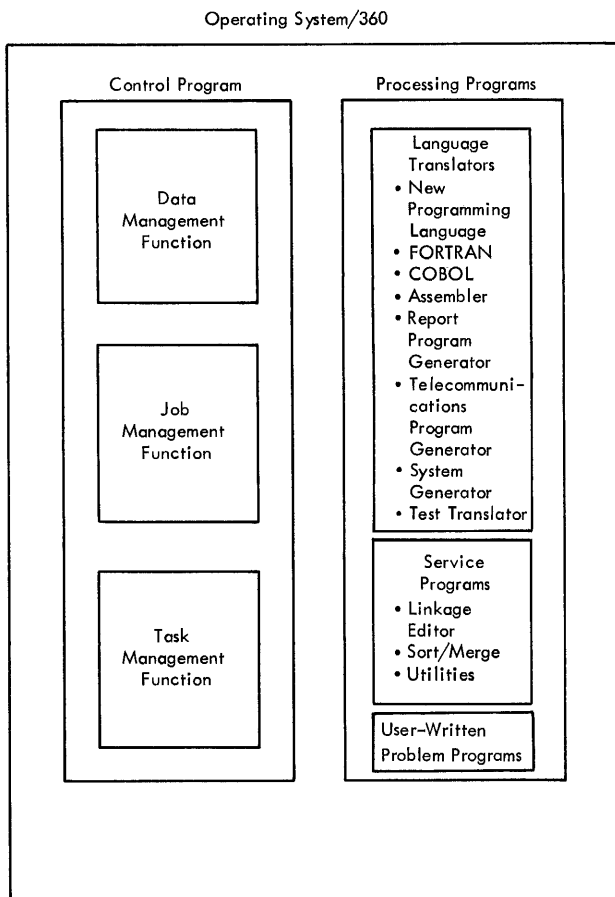 Operating System/360
Control Program
Data
Management
Function
Job
Management
Function
Task
Management
Function
Processing Programs
Language
Translators
• New
Programming
Language
• FORTRAN
• COBOL
• Assembler
• Report
Program
Generator
• Telecommuni-
cations
Program
Generator
• System
Generator
• Test Translator
Service
Programs
• Linkage
Editor
• Sort/Merge
• Utilities
User-Written
Problem Programs